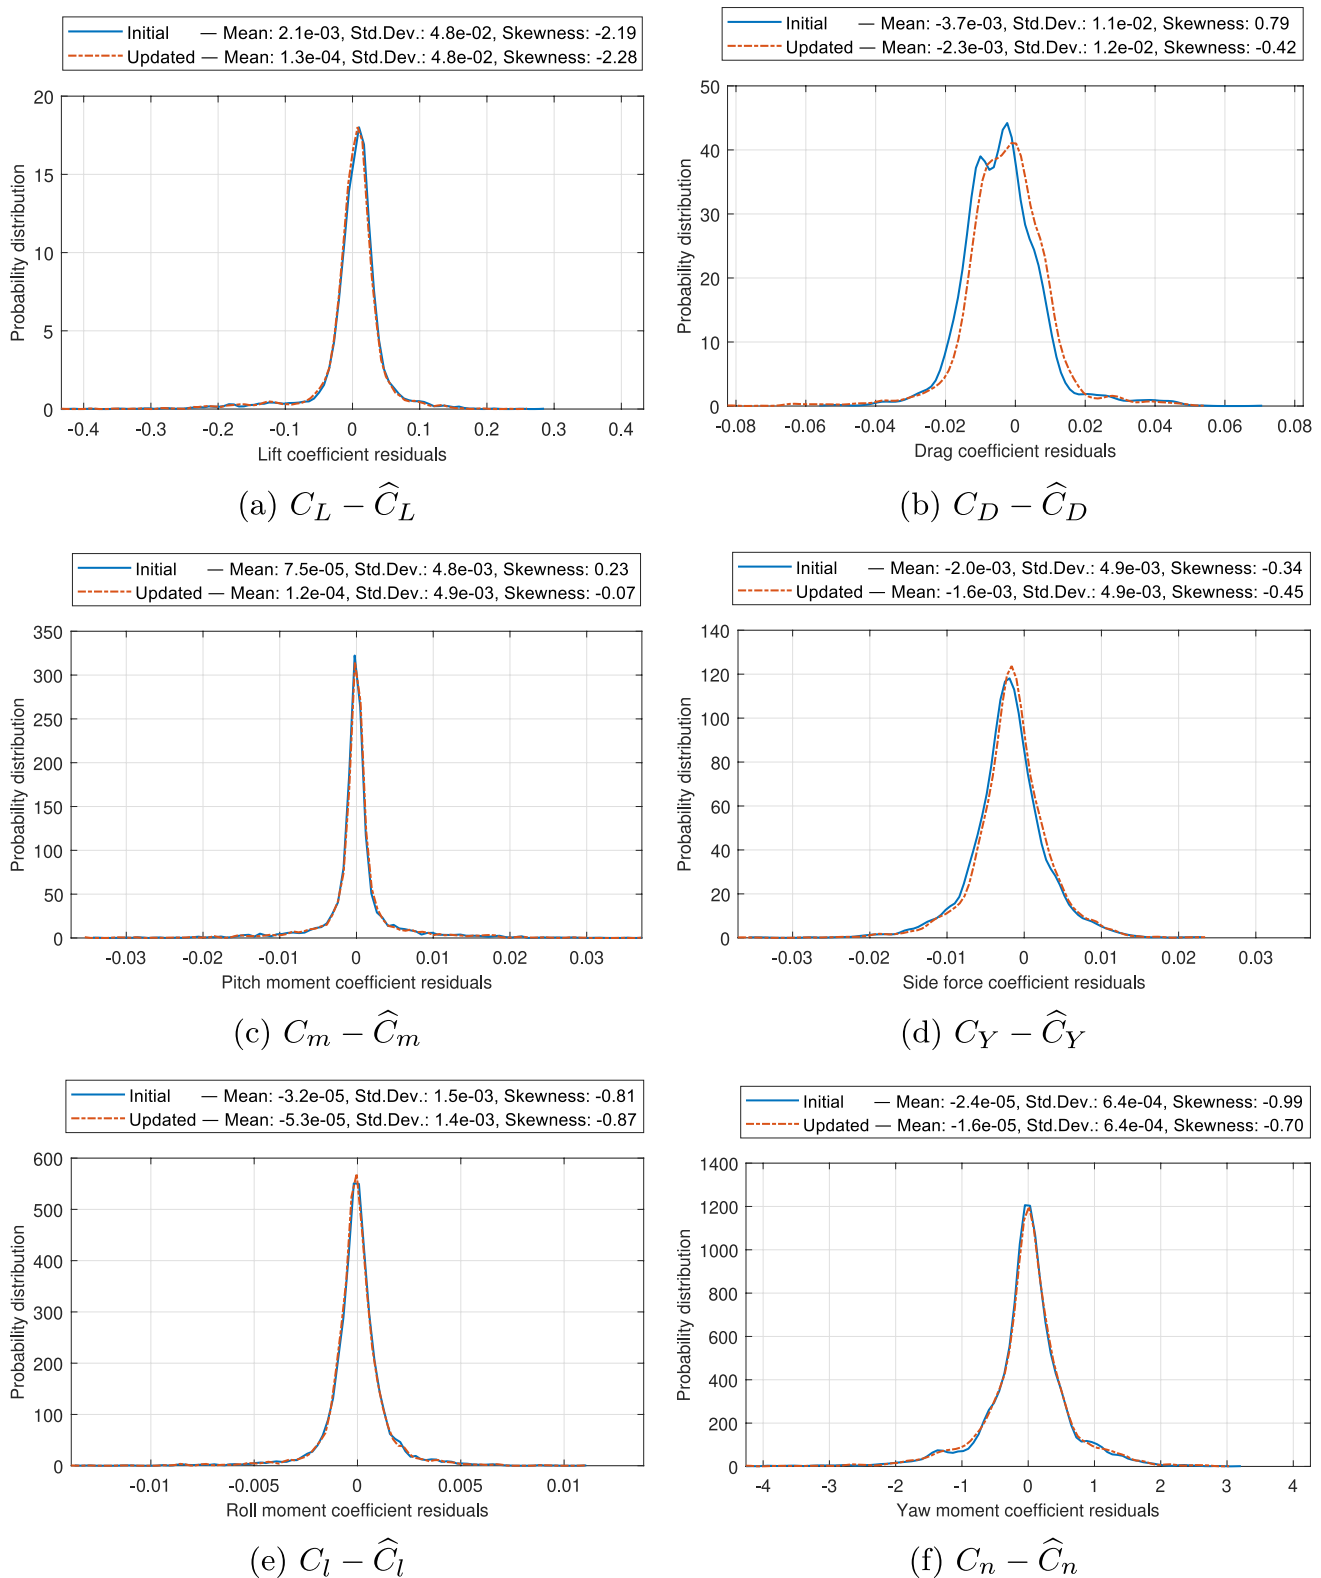 Initial — Mean: 2.1e-03, Std.Dev.: 4.8e-02, Skewness: -2.19
Updated — Mean: 1.3e-04, Std.Dev.: 4.8e-02, Skewness: -2.28
20
15
10
5
0
Probability distribution
-0.4 -0.3 -0.2 -0.1 0 0.1 0.2 0.3 0.4
Lift coefficient residuals
(a) C_L − Ĉ_L
Initial — Mean: -3.7e-03, Std.Dev.: 1.1e-02, Skewness: 0.79
Updated — Mean: -2.3e-03, Std.Dev.: 1.2e-02, Skewness: -0.42
50
40
30
20
10
0
Probability distribution
-0.08 -0.06 -0.04 -0.02 0 0.02 0.04 0.06 0.08
Drag coefficient residuals
(b) C_D − Ĉ_D
Initial — Mean: 7.5e-05, Std.Dev.: 4.8e-03, Skewness: 0.23
Updated — Mean: 1.2e-04, Std.Dev.: 4.9e-03, Skewness: -0.07
350
300
250
200
150
100
50
0
Probability distribution
-0.03 -0.02 -0.01 0 0.01 0.02 0.03
Pitch moment coefficient residuals
(c) C_m − Ĉ_m
Initial — Mean: -2.0e-03, Std.Dev.: 4.9e-03, Skewness: -0.34
Updated — Mean: -1.6e-03, Std.Dev.: 4.9e-03, Skewness: -0.45
140
120
100
80
60
40
20
0
Probability distribution
-0.03 -0.02 -0.01 0 0.01 0.02 0.03
Side force coefficient residuals
(d) C_Y − Ĉ_Y
Initial — Mean: -3.2e-05, Std.Dev.: 1.5e-03, Skewness: -0.81
Updated — Mean: -5.3e-05, Std.Dev.: 1.4e-03, Skewness: -0.87
600
500
400
300
200
100
0
Probability distribution
-0.01 -0.005 0 0.005 0.01
Roll moment coefficient residuals
(e) C_l − Ĉ_l
Initial — Mean: -2.4e-05, Std.Dev.: 6.4e-04, Skewness: -0.99
Updated — Mean: -1.6e-05, Std.Dev.: 6.4e-04, Skewness: -0.70
1400
1200
1000
800
600
400
200
0
Probability distribution
-4 -3 -2 -1 0 1 2 3 4
Yaw moment coefficient residuals
(f) C_n − Ĉ_n